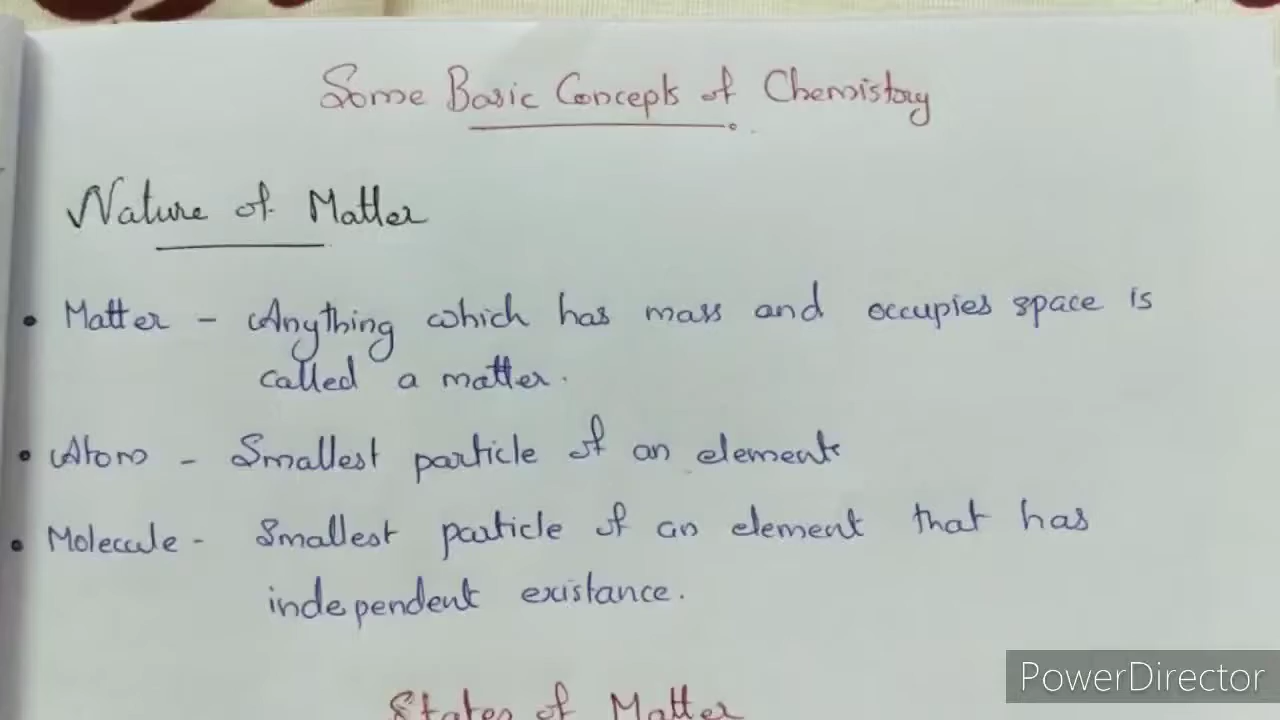 Some Basic Concepts of Chemistry
Nature of Matter
• Matter - Anything which has mass and occupies space is
called a matter.
• Atom - Smallest particle of an element
• Molecule - Smallest particle of an element that has
independent existance.
States of Matter
PowerDirector